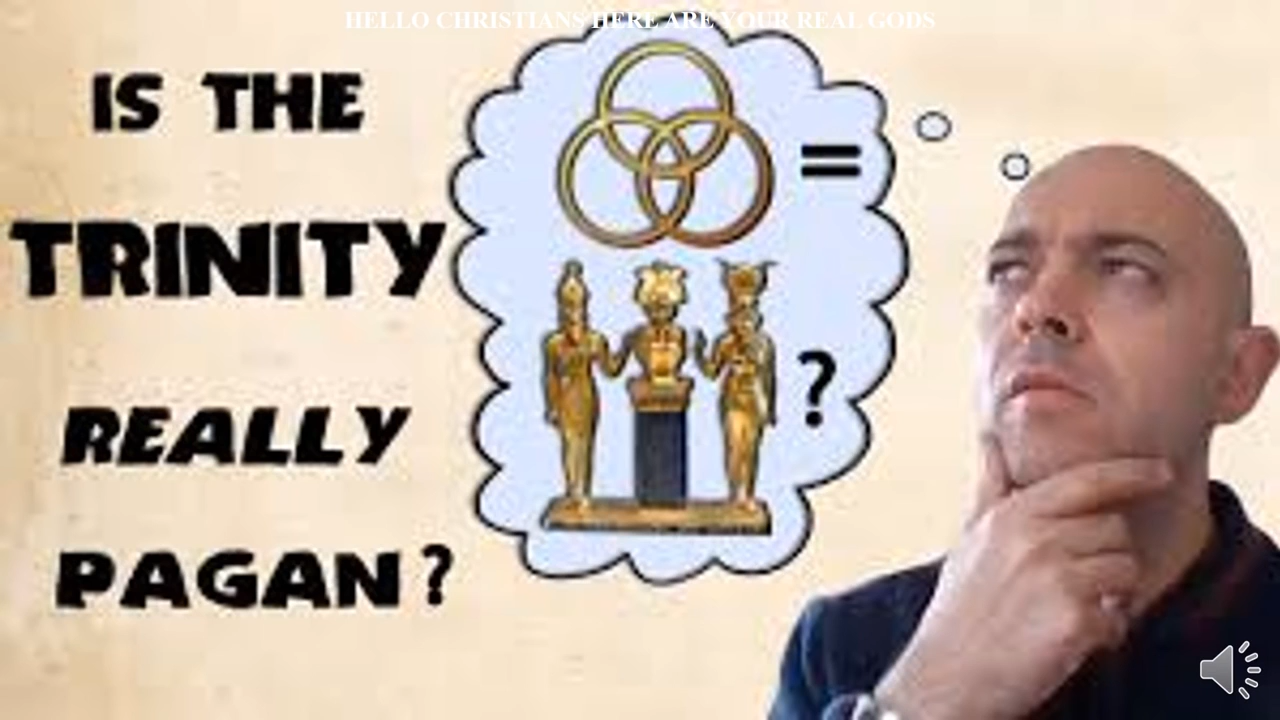 HELLO CHRISTIANS HERE ARE YOUR REAL GODS
IS THE
TRINITY
REALLY
PAGAN?
=
?